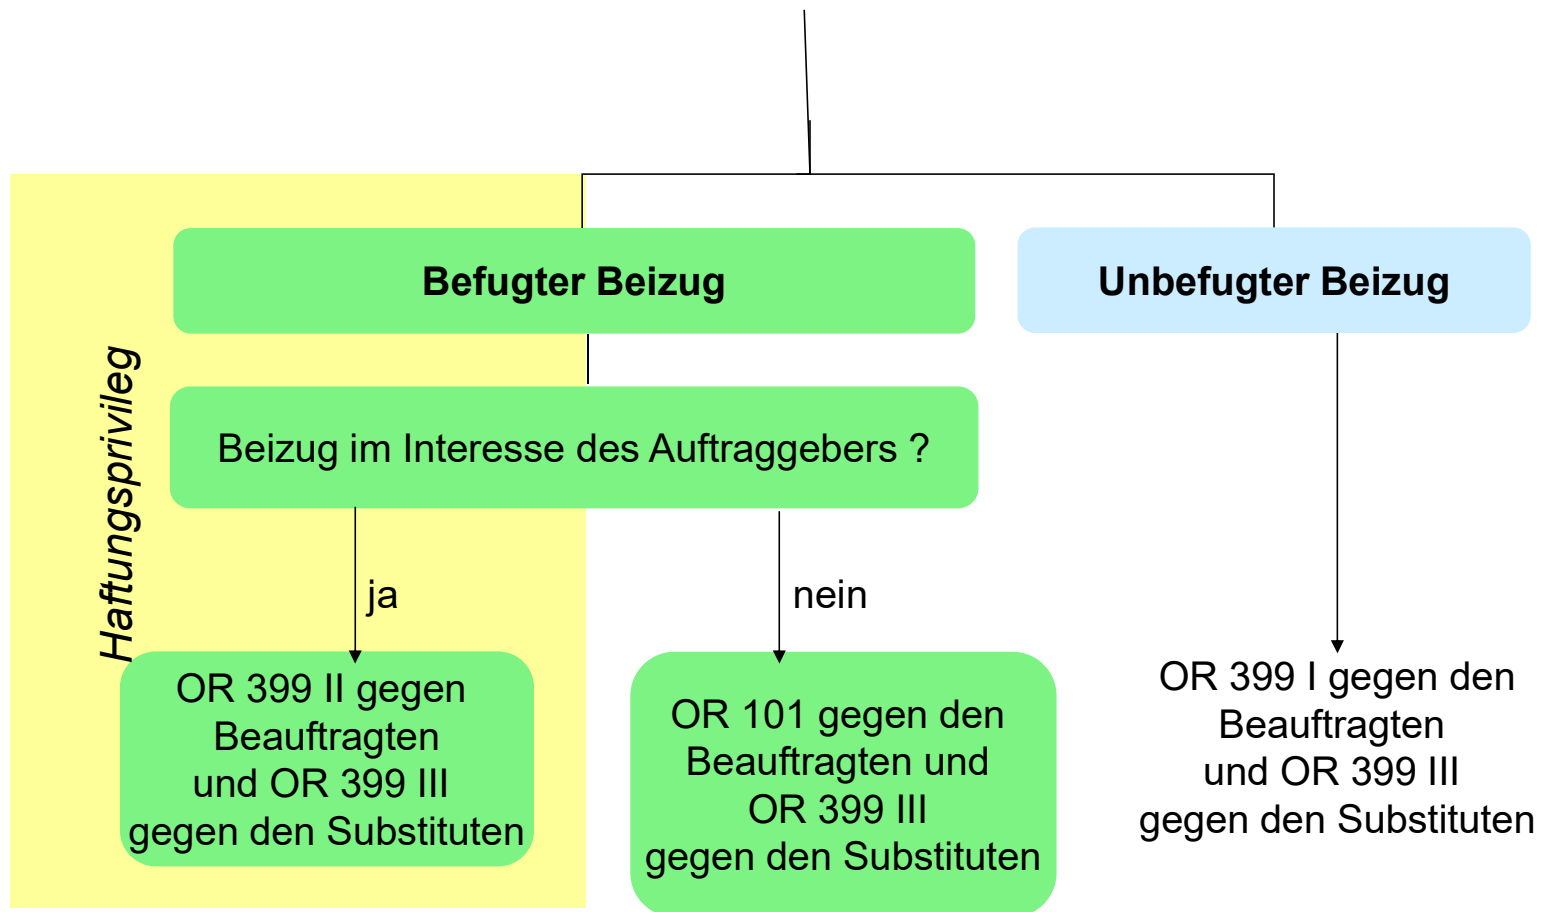 Befugter Beizug
Unbefugter Beizug
Haftungsprivileg
Beizug im Interesse des Auftraggebers ?
ja
nein
OR 399 II gegen
Beauftragten
und OR 399 III
gegen den Substituten
OR 101 gegen den
Beauftragten und
OR 399 III
gegen den Substituten
OR 399 I gegen den
Beauftragten
und OR 399 III
gegen den Substituten